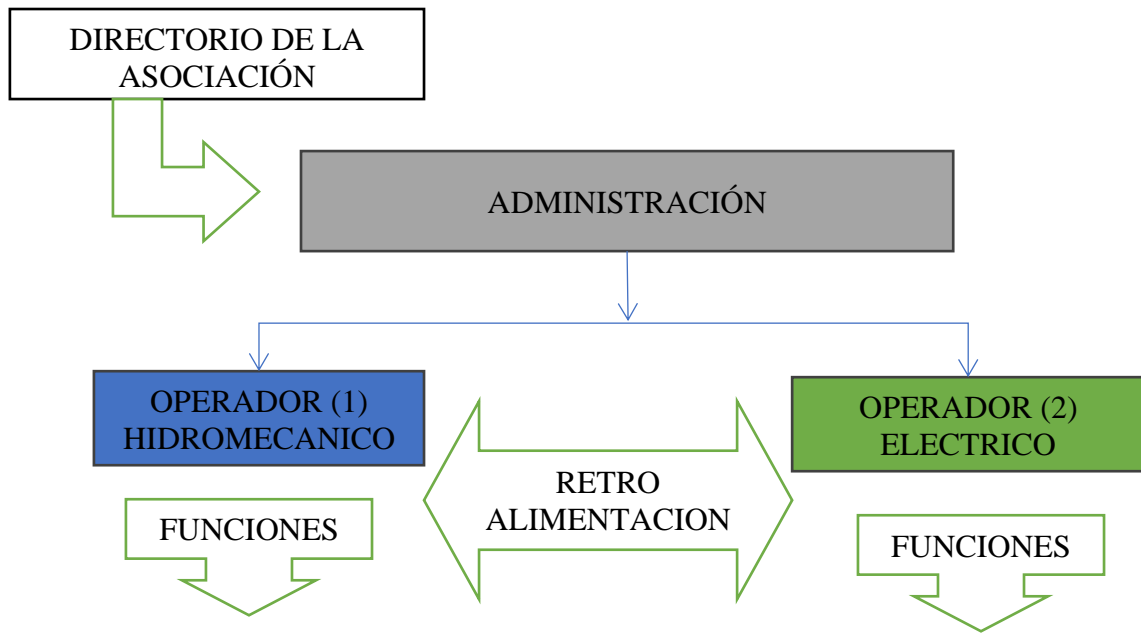 DIRECTORIO DE LA
ASOCIACIÓN
ADMINISTRACIÓN
OPERADOR (1)
HIDROMECANICO
OPERADOR (2)
ELECTRICO
RETRO
ALIMENTACION
FUNCIONES
FUNCIONES